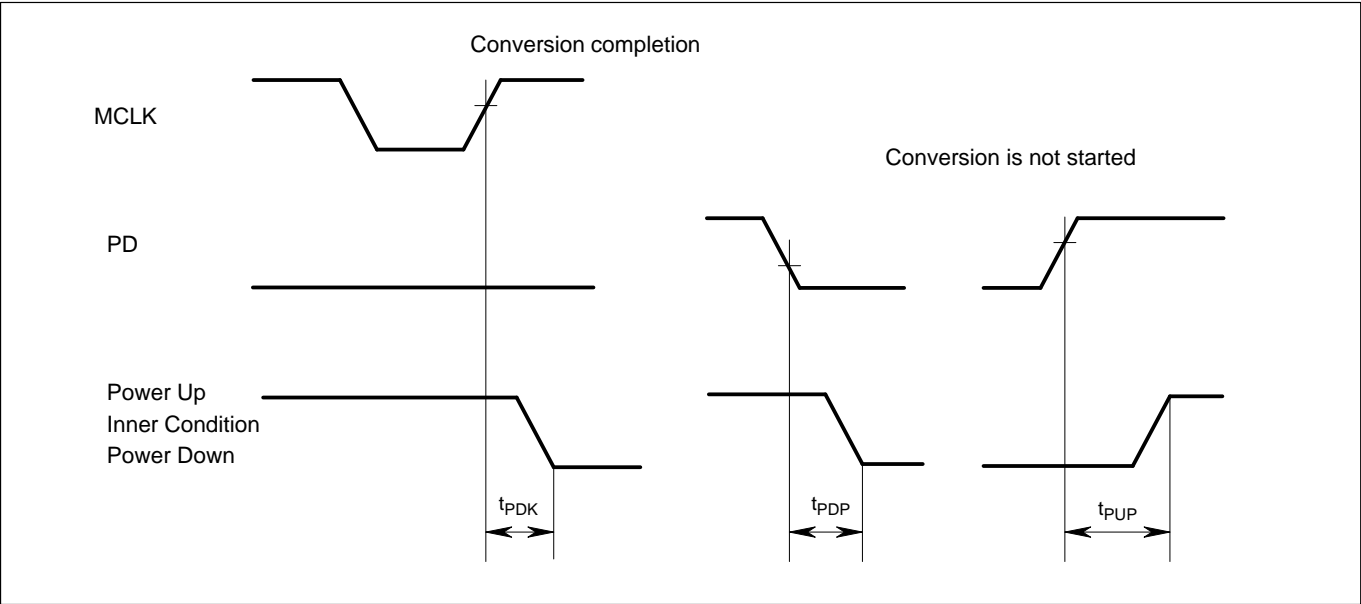 Conversion completion
MCLK
Conversion is not started
PD
Power Up
Inner Condition
Power Down
tPDK
tPDP
tPUP